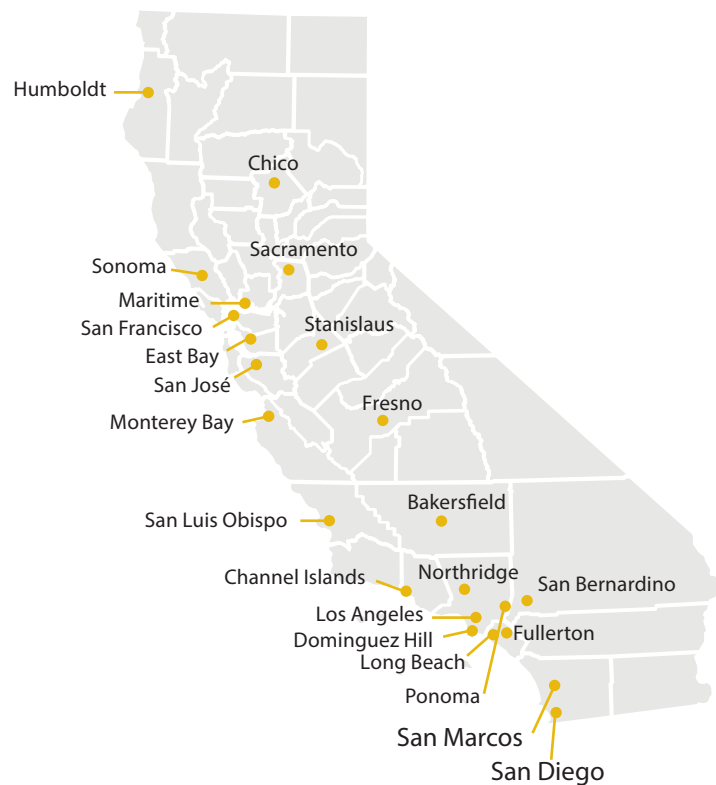 Humboldt
Chico
Sacramento
Sonoma
Maritime
San Francisco
Stanislaus
East Bay
San José
Fresno
Monterey Bay
Bakersfield
San Luis Obispo
Northridge
Channel Islands
San Bernardino
Los Angeles
Fullerton
Dominguez Hill
Long Beach
Ponoma
San Marcos
San Diego